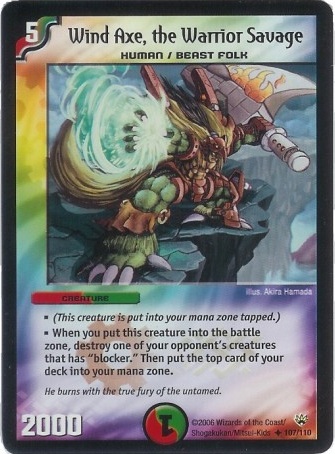 5
Wind Axe, the Warrior Savage
HUMAN / BEAST FOLK
Illus. Akira Hamada
CREATURE
▪ (This creature is put into your mana zone tapped.)
▪ When you put this creature into the battle
zone, destroy one of your opponent's creatures
that has “blocker.” Then put the top card of your
deck into your mana zone.
He burns with the true fury of the untamed.
2000
©2006 Wizards of the Coast/
Shogakukan/Mitsui-Kids
107/110